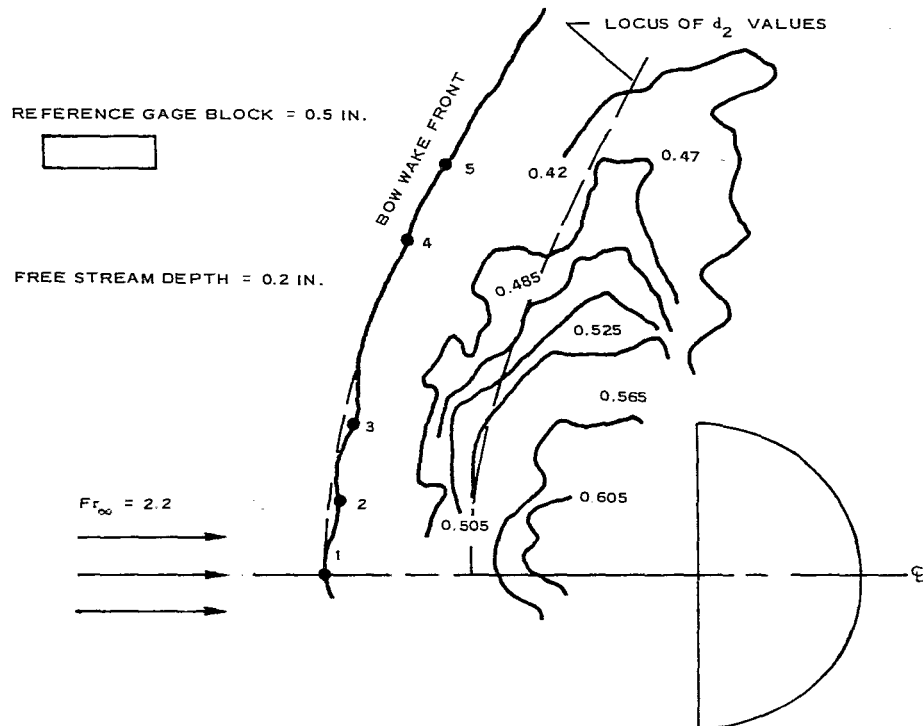 LOCUS OF d₂ VALUES
REFERENCE GAGE BLOCK = 0.5 IN.
BOW WAKE FRONT
5
0.42
0.47
4
FREE STREAM DEPTH = 0.2 IN.
0.485
0.525
0.565
3
Fr∞ = 2.2
2
0.605
0.505
1
℄